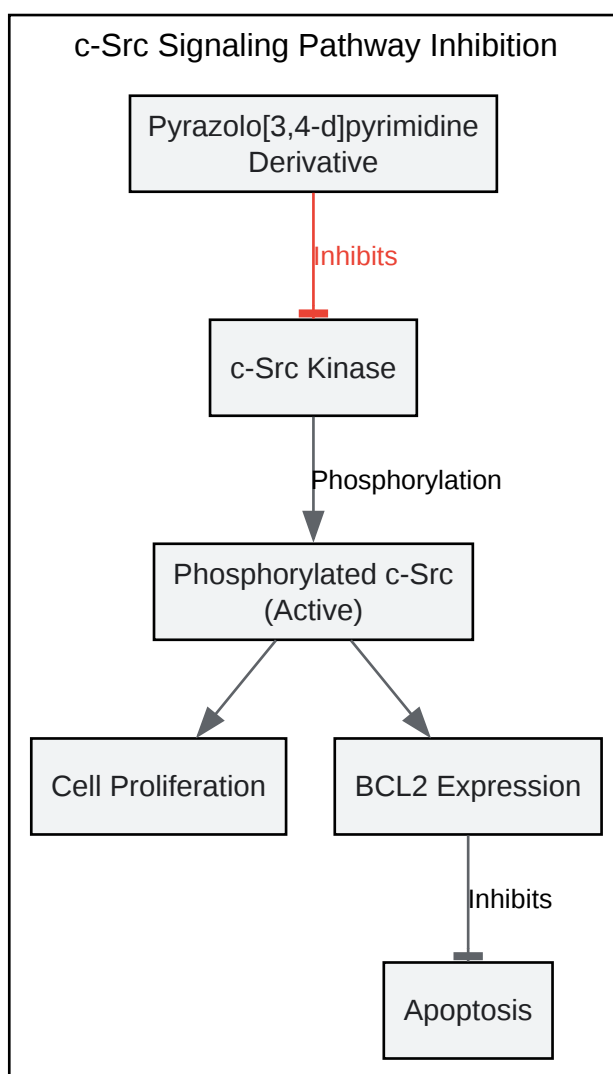 c-Src Signaling Pathway Inhibition
Pyrazolo[3,4-d]pyrimidine
Derivative
Inhibits
c-Src Kinase
Phosphorylation
Phosphorylated c-Src
(Active)
Cell Proliferation
BCL2 Expression
Inhibits
Apoptosis